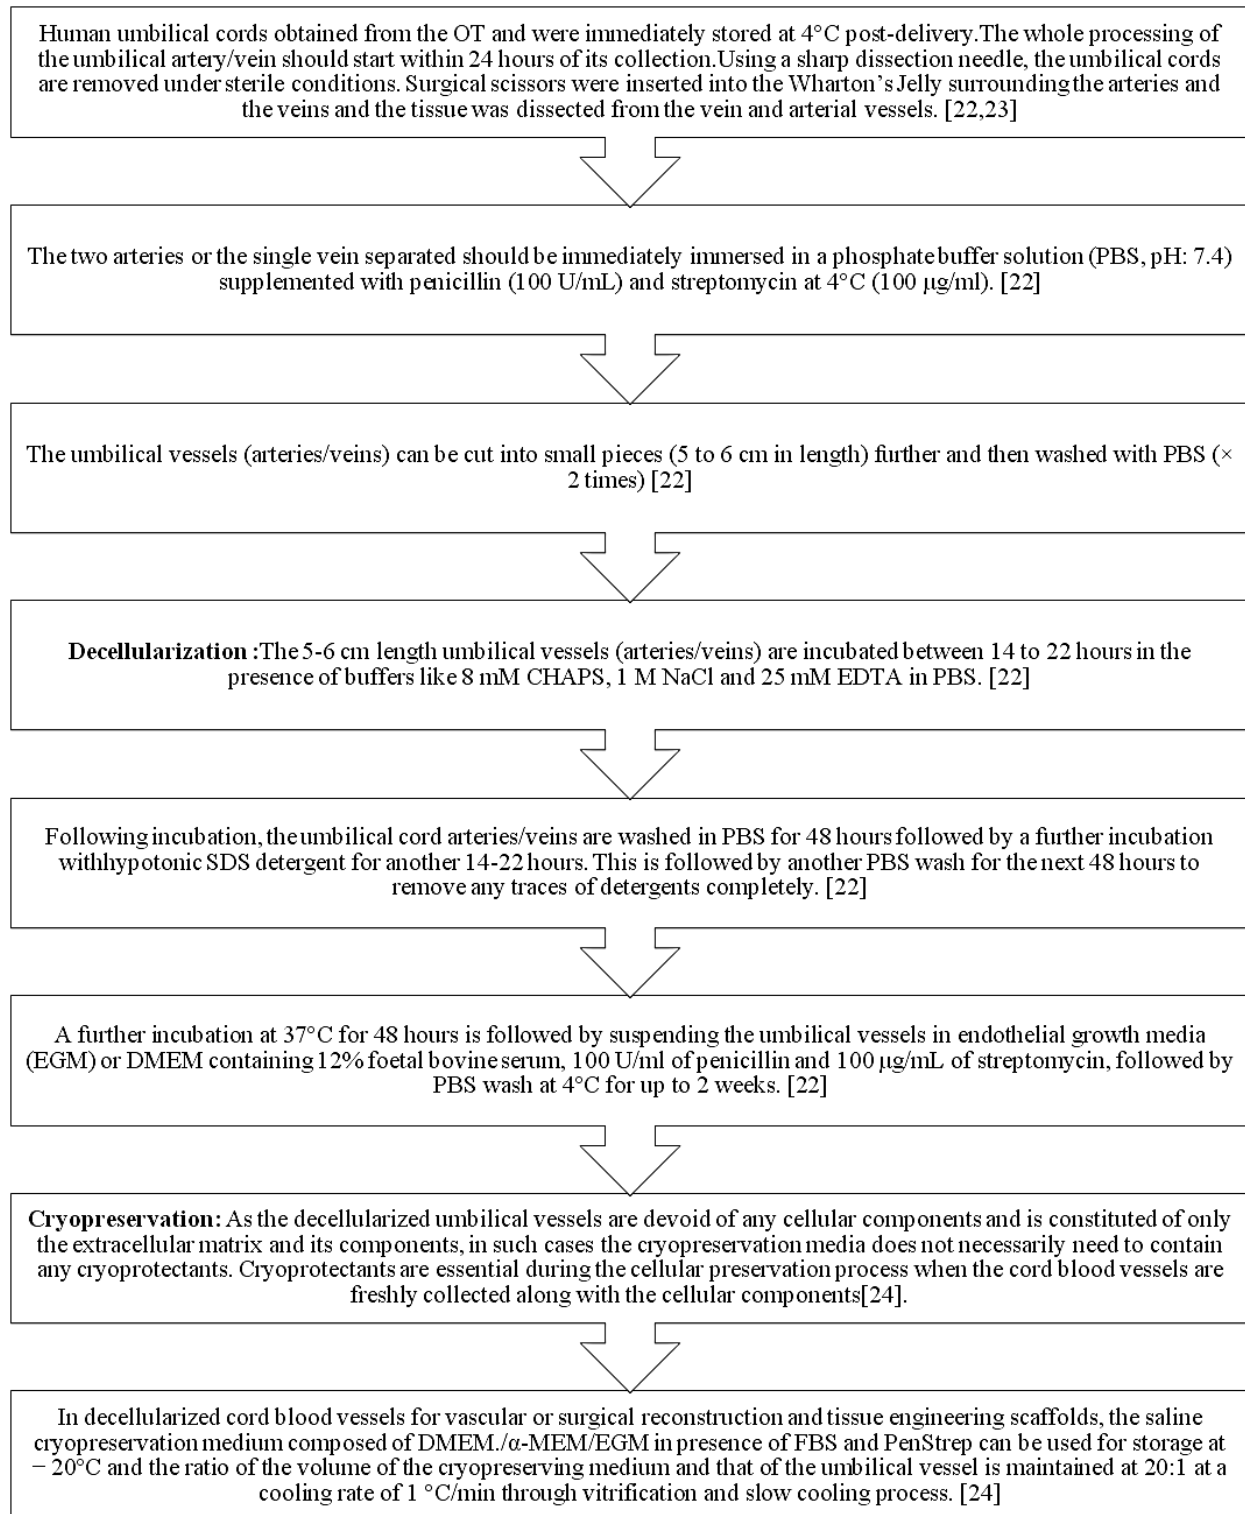 Human umbilical cords obtained from the OT and were immediately stored at 4°C post-delivery.The whole processing of
the umbilical artery/vein should start within 24 hours of its collection.Using a sharp dissection needle, the umbilical cords
are removed under sterile conditions. Surgical scissors were inserted into the Wharton's Jelly surrounding the arteries and
the veins and the tissue was dissected from the vein and arterial vessels. [22,23]
The two arteries or the single vein separated should be immediately immersed in a phosphate buffer solution (PBS, pH: 7.4)
supplemented with penicillin (100 U/mL) and streptomycin at 4°C (100 μg/ml). [22]
The umbilical vessels (arteries/veins) can be cut into small pieces (5 to 6 cm in length) further and then washed with PBS (×
2 times) [22]
Decellularization :The 5-6 cm length umbilical vessels (arteries/veins) are incubated between 14 to 22 hours in the
presence of buffers like 8 mM CHAPS, 1 M NaCl and 25 mM EDTA in PBS. [22]
Following incubation, the umbilical cord arteries/veins are washed in PBS for 48 hours followed by a further incubation
withhypotonic SDS detergent for another 14-22 hours. This is followed by another PBS wash for the next 48 hours to
remove any traces of detergents completely. [22]
A further incubation at 37°C for 48 hours is followed by suspending the umbilical vessels in endothelial growth media
(EGM) or DMEM containing 12% foetal bovine serum, 100 U/ml of penicillin and 100 μg/mL of streptomycin, followed by
PBS wash at 4°C for up to 2 weeks. [22]
Cryopreservation: As the decellularized umbilical vessels are devoid of any cellular components and is constituted of only
the extracellular matrix and its components, in such cases the cryopreservation media does not necessarily need to contain
any cryoprotectants. Cryoprotectants are essential during the cellular preservation process when the cord blood vessels are
freshly collected along with the cellular components[24].
In decellularized cord blood vessels for vascular or surgical reconstruction and tissue engineering scaffolds, the saline
cryopreservation medium composed of DMEM./α-MEM/EGM in presence of FBS and PenStrep can be used for storage at
− 20°C and the ratio of the volume of the cryopreserving medium and that of the umbilical vessel is maintained at 20:1 at a
cooling rate of 1 °C/min through vitrification and slow cooling process. [24]